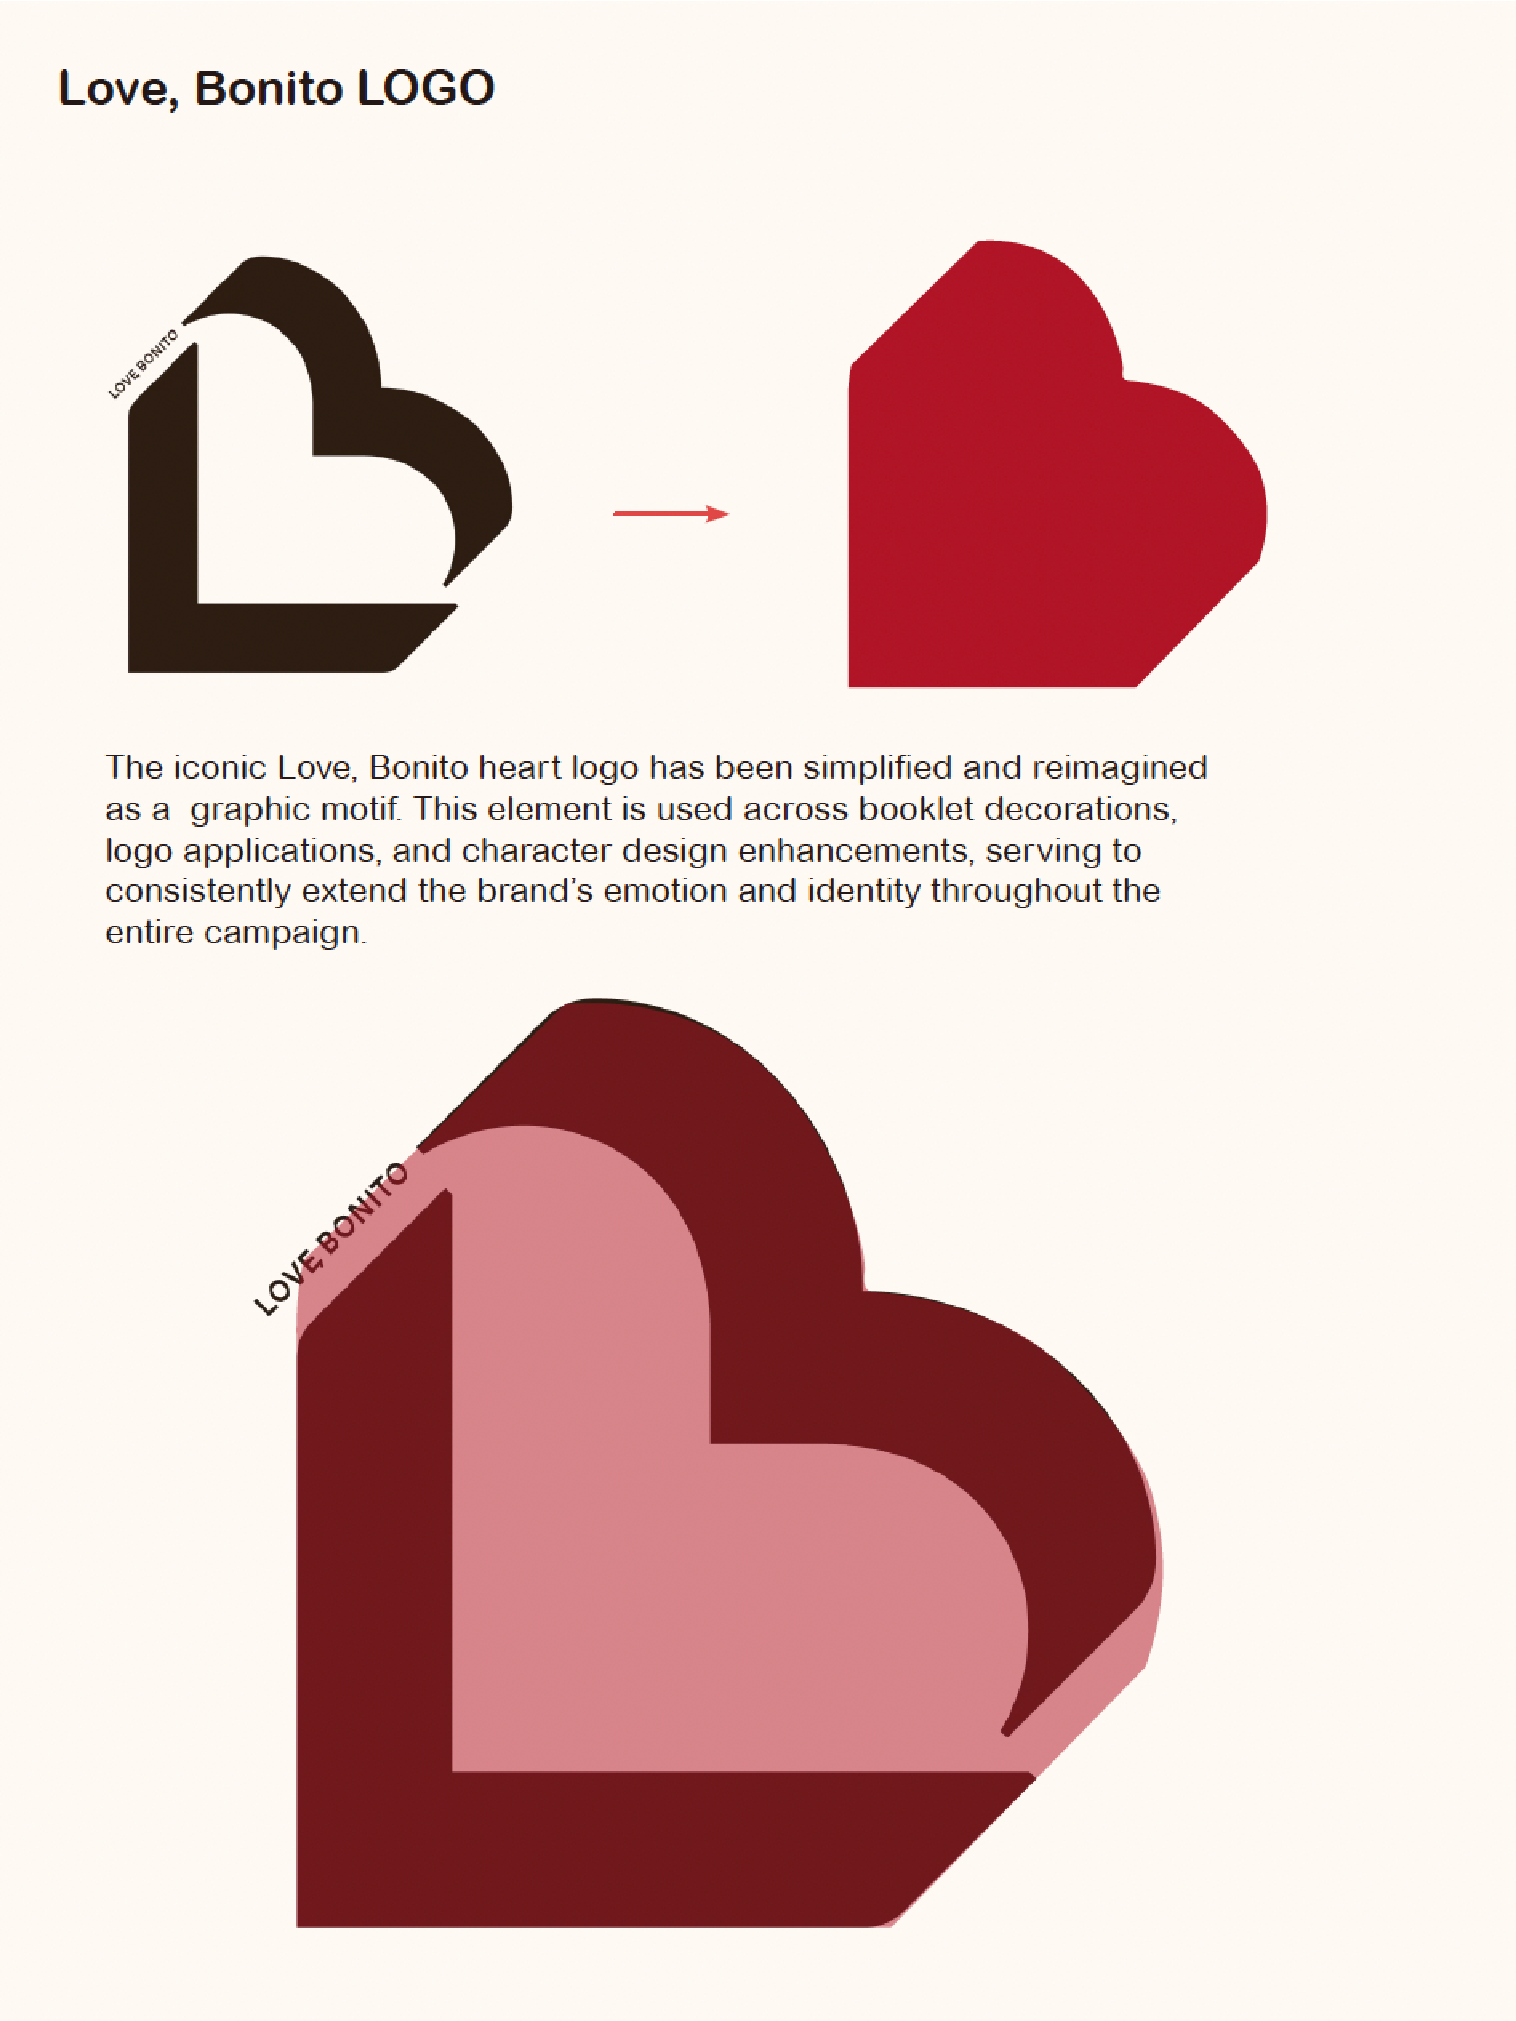 Love, Bonito LOGO
LOVE BONITO
The iconic Love, Bonito heart logo has been simplified and reimagined
as a  graphic motif. This element is used across booklet decorations,
logo applications, and character design enhancements, serving to
consistently extend the brand’s emotion and identity throughout the
entire campaign.
LOVE, BONITO